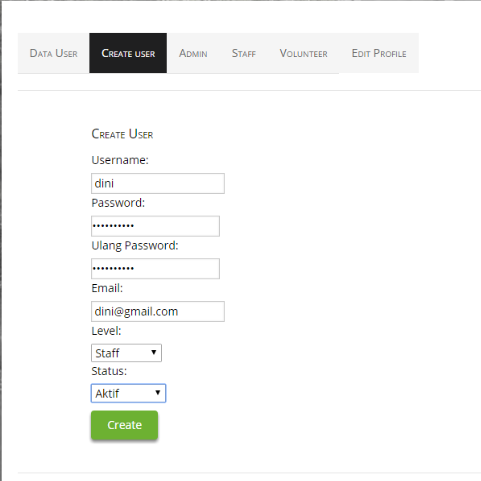 Data User Create user Admin Staff Volunteer Edit Profile
Create User
Username:
dini
Password:
••••••••••
Ulang Password:
••••••••••
Email:
dini@gmail.com
Level:
Staff
Status:
Aktif
Create